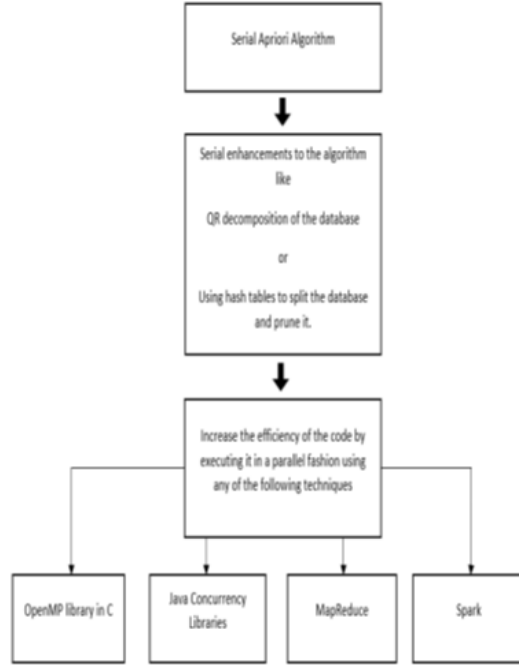 Serial Apriori Algorithm
Serial enhancements to the algorithm
like
QR decomposition of the database
or
Using hash tables to split the database
and prune it.
Increase the efficiency of the code by
executing it in a parallel fashion using
any of the following techniques
OpenMP library in C
Java Concurrency
Libraries
MapReduce
Spark